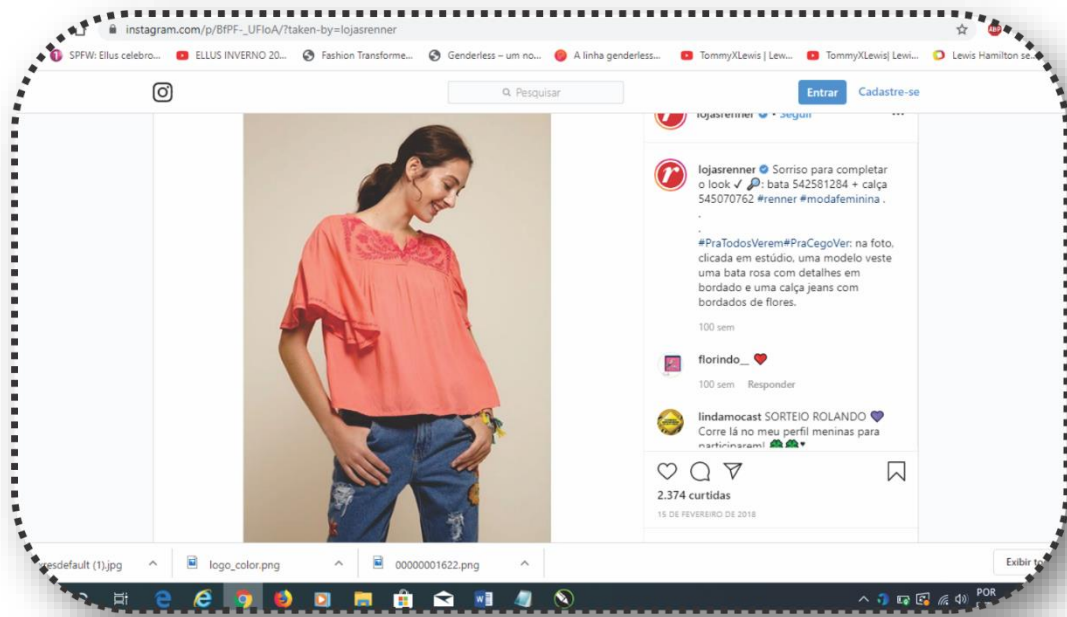 instagram.com/p/BfPF-_UFloA/?taken-by=lojasrenner
SPFW: Ellus celebro...
ELLUS INVERNO 20...
Fashion Transforme...
Genderless – um no...
A linha genderless...
TommyXLewis | Lew...
TommyXLewis| Lewi...
Lewis Hamilton se...
Pesquisar
Entrar
Cadastre-se
lojasrenner • Seguir
lojasrenner Sorriso para completar
o look ✓ 🔎: bata 542581284 + calça
545070762 #renner #modafeminina .
.
.
#PraTodosVerem#PraCegoVer: na foto,
clicada em estúdio, uma modelo veste
uma bata rosa com detalhes em
bordado e uma calça jeans com
bordados de flores.
100 sem
florindo__ ❤
100 sem Responder
lindamocast SORTEIO ROLANDO 💜
Corre lá no meu perfil meninas para
participarem! 🍀🍀♥
2.374 curtidas
15 DE FEVEREIRO DE 2018
resdefault (1).jpg
logo_color.png
00000001622.png
Exibir to
POR